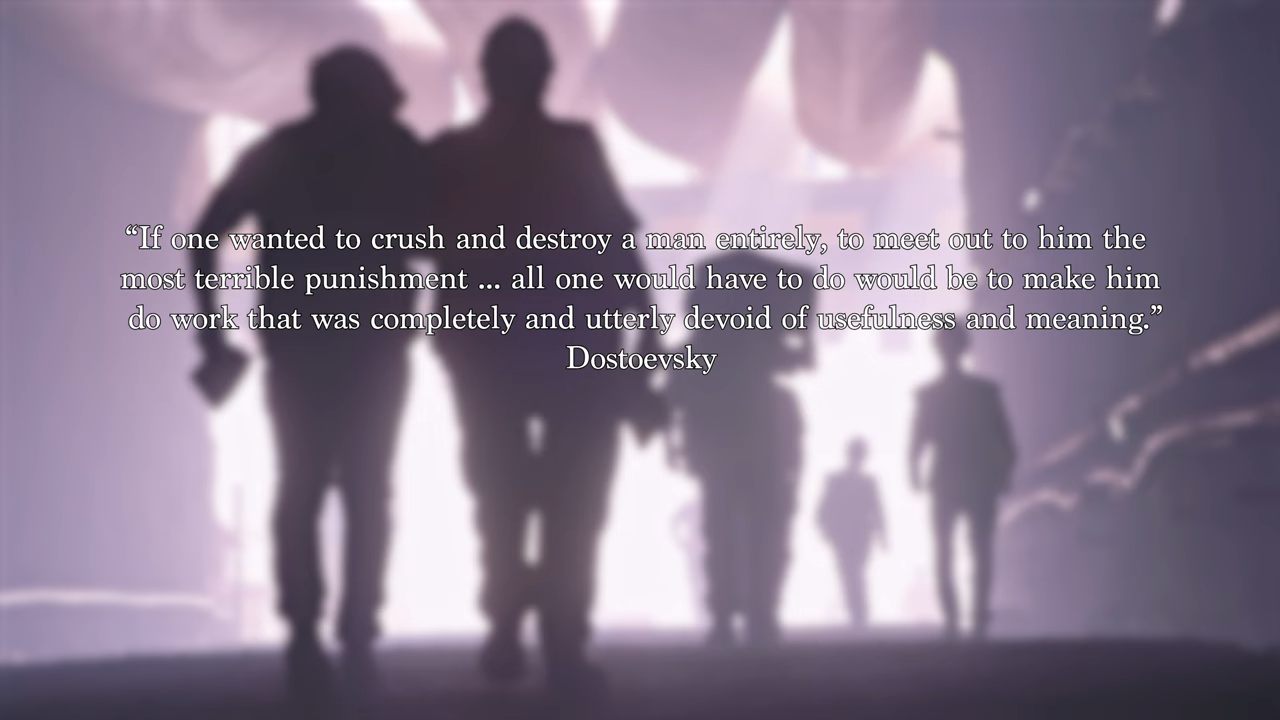 “If one wanted to crush and destroy a man entirely, to meet out to him the
most terrible punishment ... all one would have to do would be to make him
do work that was completely and utterly devoid of usefulness and meaning.”
Dostoevsky